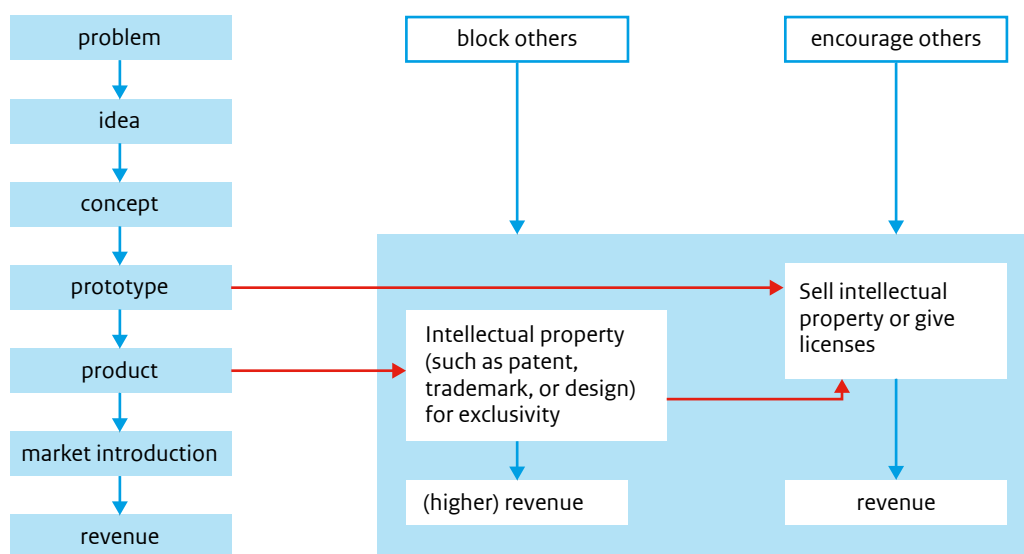 problem
idea
concept
prototype
product
market introduction
revenue
block others
Intellectual property
(such as patent,
trademark, or design)
for exclusivity
(higher) revenue
encourage others
Sell intellectual
property or give
licenses
revenue